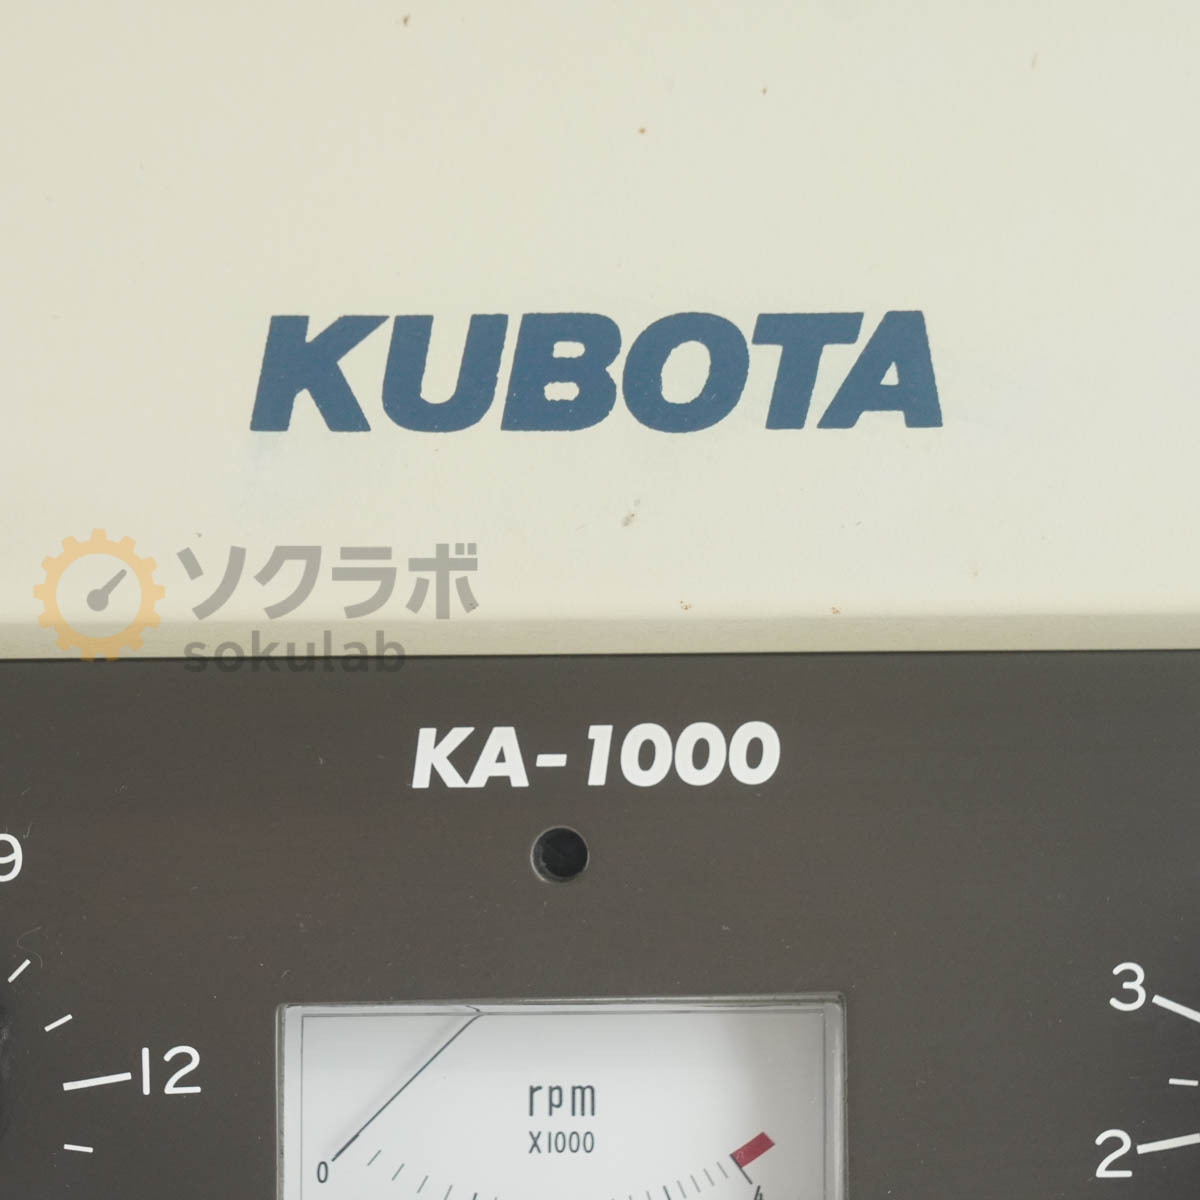 KUBOTA
ソクラボ
sokulab
KA-1000
9
12
3
2
rpm
X1000
0